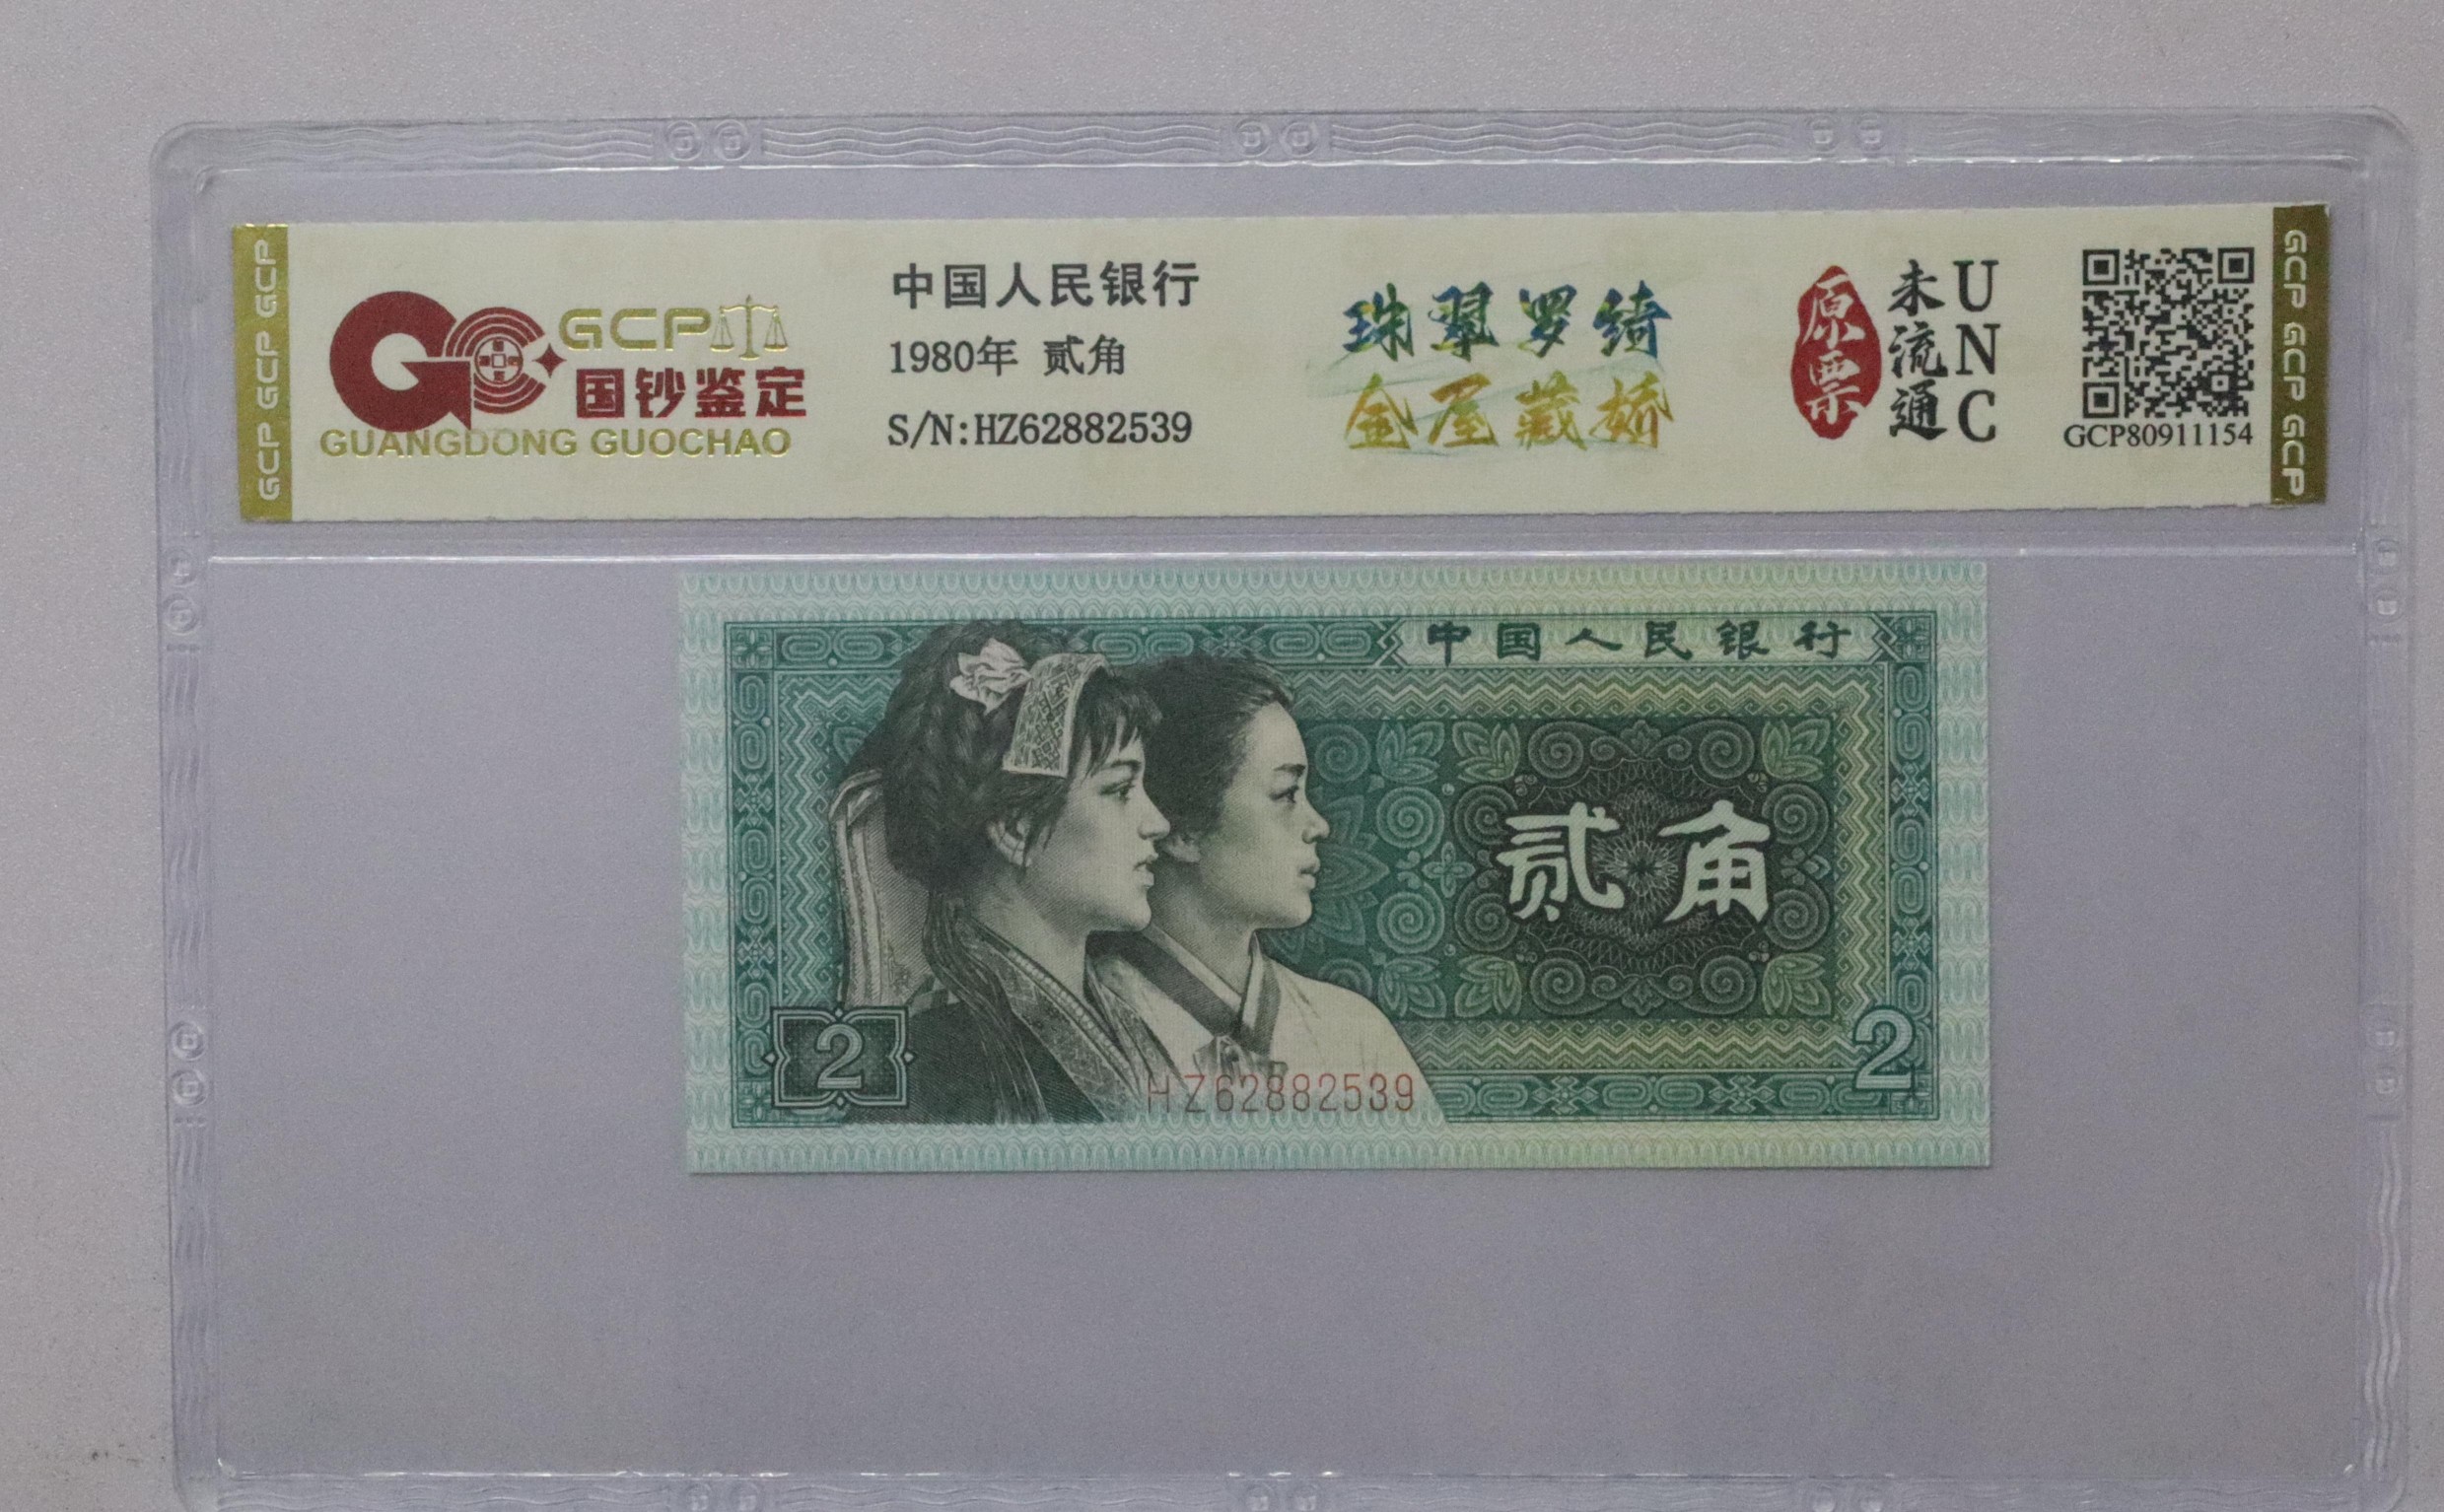 GCP GCP GCP
GCP
国钞鉴定
GUANGDONG GUOCHAO
中国人民银行
1980年 贰角
S/N:HZ62882539
珠翠罗绮
金屋藏娇
原票
未流通
UNC
GCP80911154
GCP GCP GCP
中国人民银行
贰角
2
2
HZ62882539